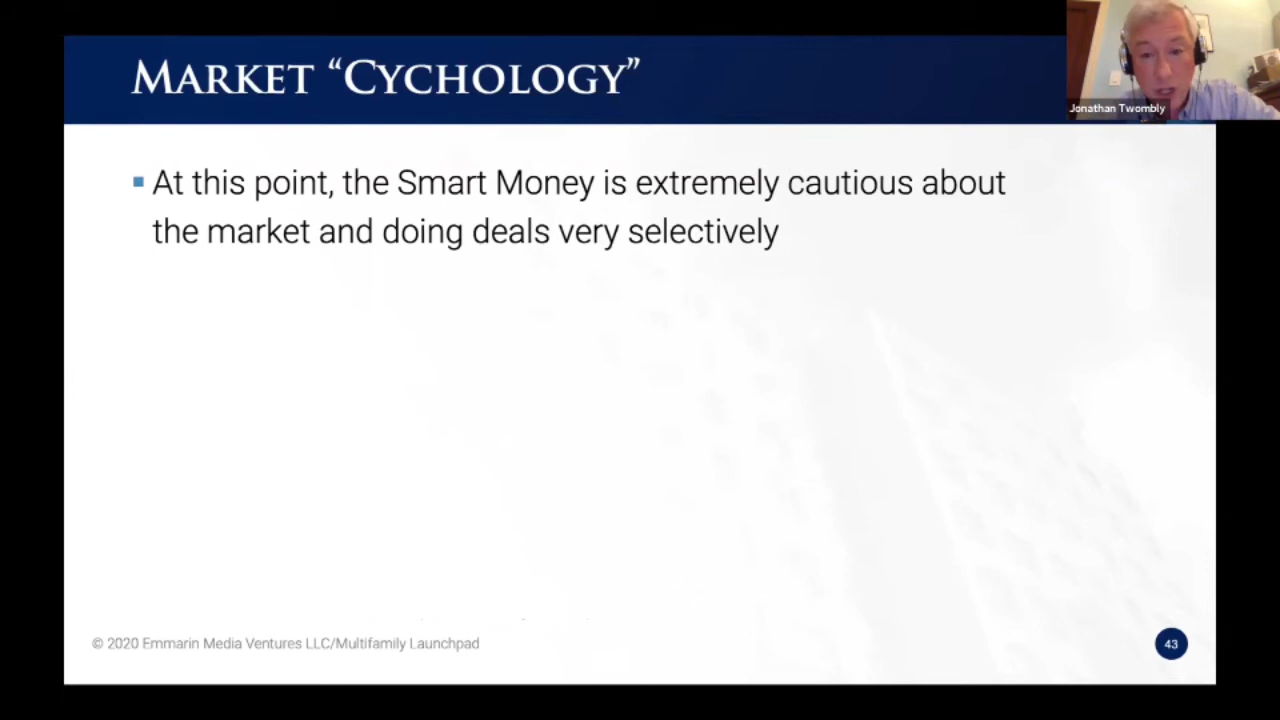 Market “Cychology”
Jonathan Twombly
▪ At this point, the Smart Money is extremely cautious about
the market and doing deals very selectively
© 2020 Emmarin Media Ventures LLC/Multifamily Launchpad
43